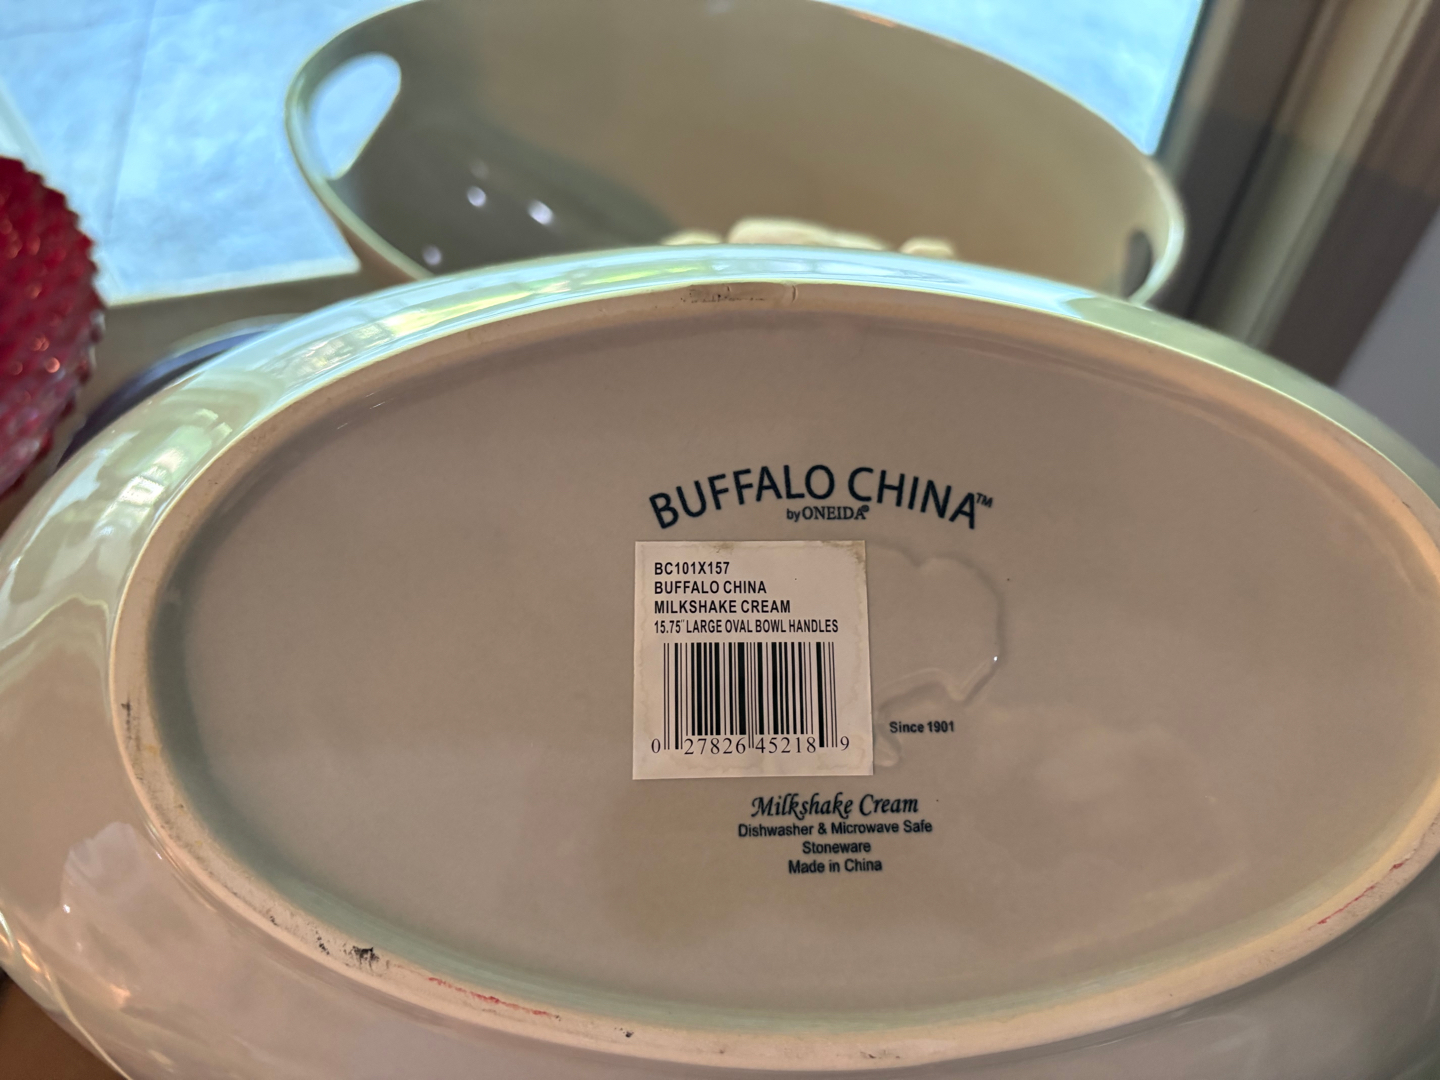 BUFFALO CHINA™
by ONEIDA®
BC101X157
BUFFALO CHINA
MILKSHAKE CREAM
15.75" LARGE OVAL BOWL HANDLES
0 27826 45218 9
Since 1901
Milkshake Cream
Dishwasher & Microwave Safe
Stoneware
Made in China